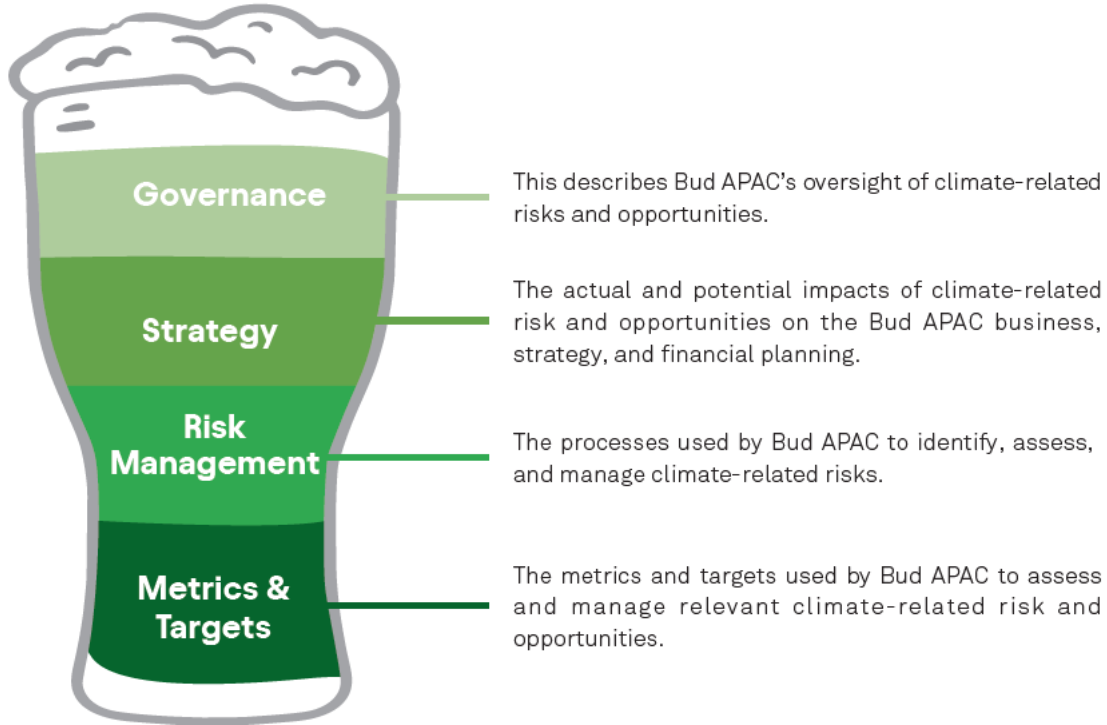 Governance
This describes Bud APAC's oversight of climate-related
risks and opportunities.
Strategy
The actual and potential impacts of climate-related
risk and opportunities on the Bud APAC business,
strategy, and financial planning.
Risk
Management
The processes used by Bud APAC to identify, assess,
and manage climate-related risks.
Metrics &
Targets
The metrics and targets used by Bud APAC to assess
and manage relevant climate-related risk and
opportunities.